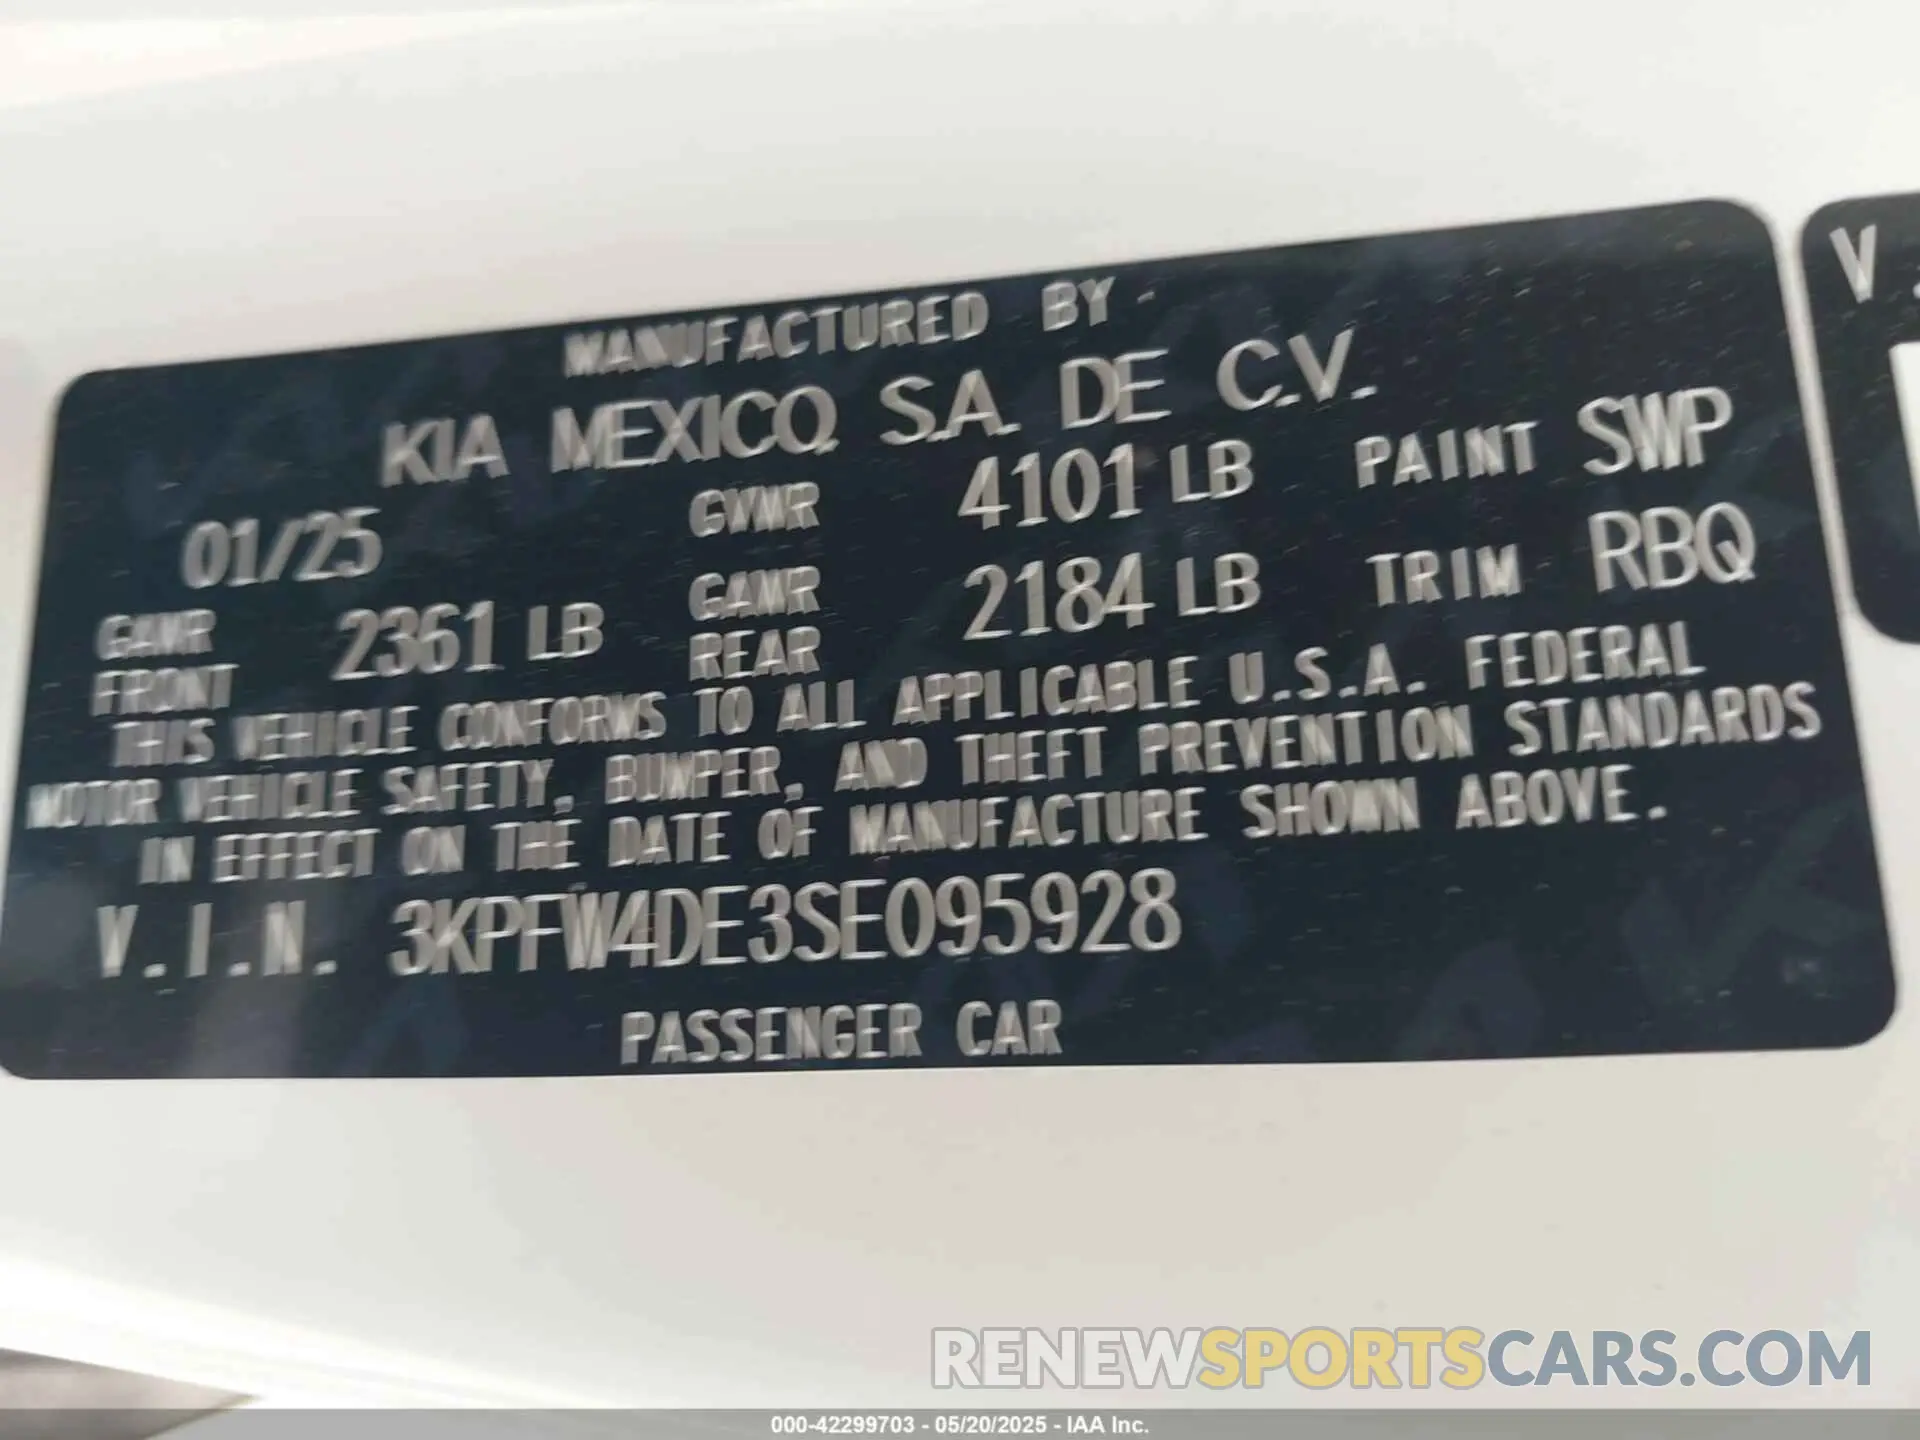 MANUFACTURED BY
KIA MEXICO, S.A. DE C.V.
01/25 GVWR 4101 LB PAINT SWP
GAWR FRONT 2361 LB GAWR REAR 2184 LB TRIM RBQ
THIS VEHICLE CONFORMS TO ALL APPLICABLE U.S.A. FEDERAL
MOTOR VEHICLE SAFETY, BUMPER, AND THEFT PREVENTION STANDARDS
IN EFFECT ON THE DATE OF MANUFACTURE SHOWN ABOVE.
V.I.N. 3KPFW4DE3SE095928
PASSENGER CAR
V.
RENEWSPORTSCARS.COM
000-42299703 - 05/20/2025 - IAA Inc.